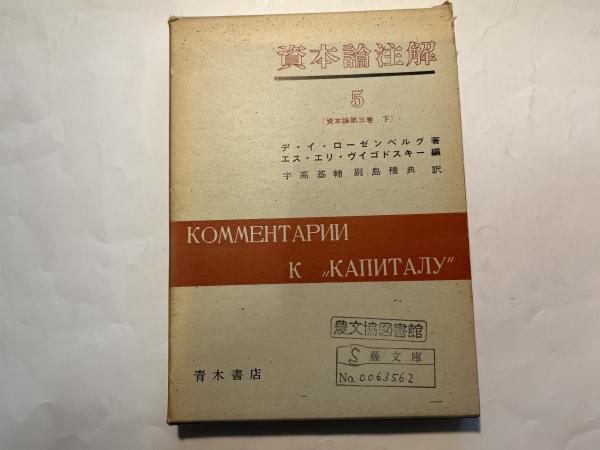 資本論注解
5
〔資本論第三巻 下〕
デ・イ・ローゼンベルグ 著
エス・エリ・ヴィゴドスキー 編
宇高基輔 副島種典 訳
КОММЕНТАРИИ
К „КАПИТАЛУ"
農文協図書館
S 藤文庫
No. 0063562
青木書店